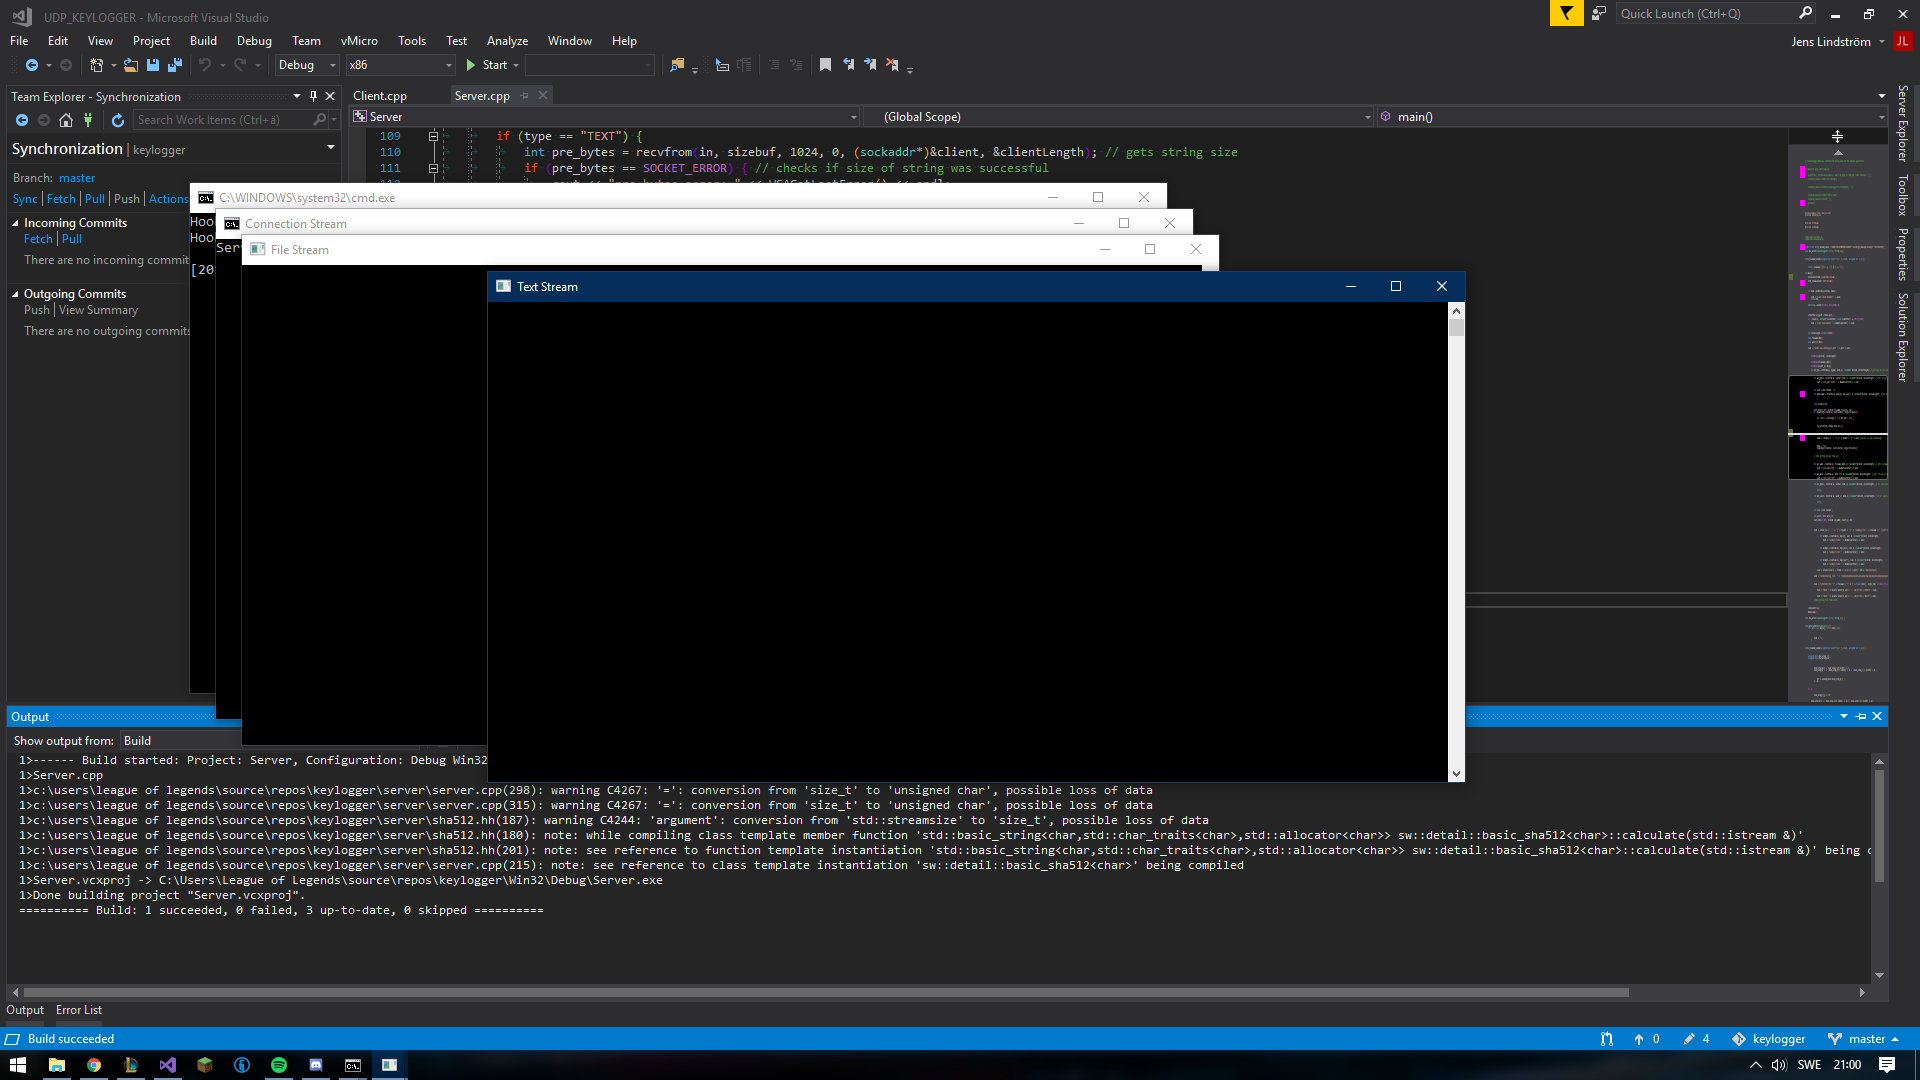 UDP_KEYLOGGER - Microsoft Visual Studio
Quick Launch (Ctrl+Q)
File Edit View Project Build Debug Team vMicro Tools Test Analyze Window Help
Jens Lindström JL
Debug x86 Start
Team Explorer - Synchronization
Search Work Items (Ctrl+ä)
Synchronization | keylogger
Branch: master
Sync | Fetch | Pull | Push | Actions
Incoming Commits
Fetch | Pull
There are no incoming commit
Outgoing Commits
Push | View Summary
There are no outgoing commits
Client.cpp Server.cpp
Server (Global Scope) main()
109 if (type == "TEXT") {
110 int pre_bytes = recvfrom(in, sizebuf, 1024, 0, (sockaddr*)&client, &clientLength); // gets string size
111 if (pre_bytes == SOCKET_ERROR) { // checks if size of string was successful
C:\WINDOWS\system32\cmd.exe
Hoo
Hoo
[20
Connection Stream
Ser
File Stream
Text Stream
Server Explorer
Toolbox
Properties
Solution Explorer
Output
Show output from: Build
1>------ Build started: Project: Server, Configuration: Debug Win32
1>Server.cpp
1>c:\users\league of legends\source\repos\keylogger\server\server.cpp(298): warning C4267: '=': conversion from 'size_t' to 'unsigned char', possible loss of data
1>c:\users\league of legends\source\repos\keylogger\server\server.cpp(315): warning C4267: '=': conversion from 'size_t' to 'unsigned char', possible loss of data
1>c:\users\league of legends\source\repos\keylogger\server\sha512.hh(187): warning C4244: 'argument': conversion from 'std::streamsize' to 'size_t', possible loss of data
1>c:\users\league of legends\source\repos\keylogger\server\sha512.hh(180): note: while compiling class template member function 'std::basic_string<char,std::char_traits<char>,std::allocator<char>> sw::detail::basic_sha512<char>::calculate(std::istream &)'
1>c:\users\league of legends\source\repos\keylogger\server\sha512.hh(201): note: see reference to function template instantiation 'std::basic_string<char,std::char_traits<char>,std::allocator<char>> sw::detail::basic_sha512<char>::calculate(std::istream &)' being c
1>c:\users\league of legends\source\repos\keylogger\server\server.cpp(215): note: see reference to class template instantiation 'sw::detail::basic_sha512<char>' being compiled
1>Server.vcxproj -> C:\Users\League of Legends\source\repos\keylogger\Win32\Debug\Server.exe
1>Done building project "Server.vcxproj".
========== Build: 1 succeeded, 0 failed, 3 up-to-date, 0 skipped ==========
Output Error List
Build succeeded 0 4 keylogger master
SWE 21:00